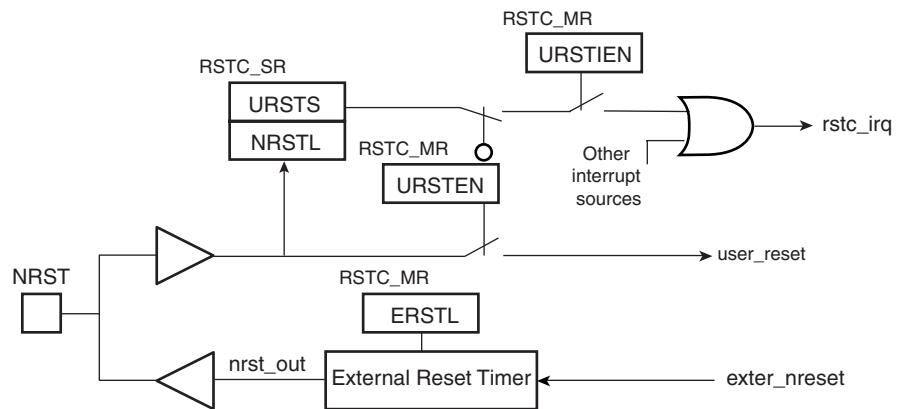 RSTC_MR
URSTIEN
RSTC_SR
URSTS
NRSTL
RSTC_MR
URSTEN
rstc_irq
Other
interrupt
sources
user_reset
NRST
RSTC_MR
ERSTL
nrst_out
External Reset Timer
exter_nreset